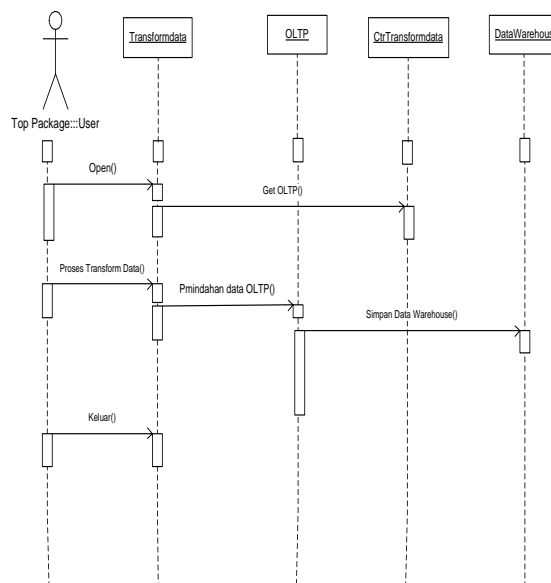 Transformdata
OLTP
CtrTransformdata
DataWarehous
Top Package:::User
Open()
Get OLTP()
Proses Transform Data()
Pmindahan data OLTP()
Simpan Data Warehouse()
Keluar()